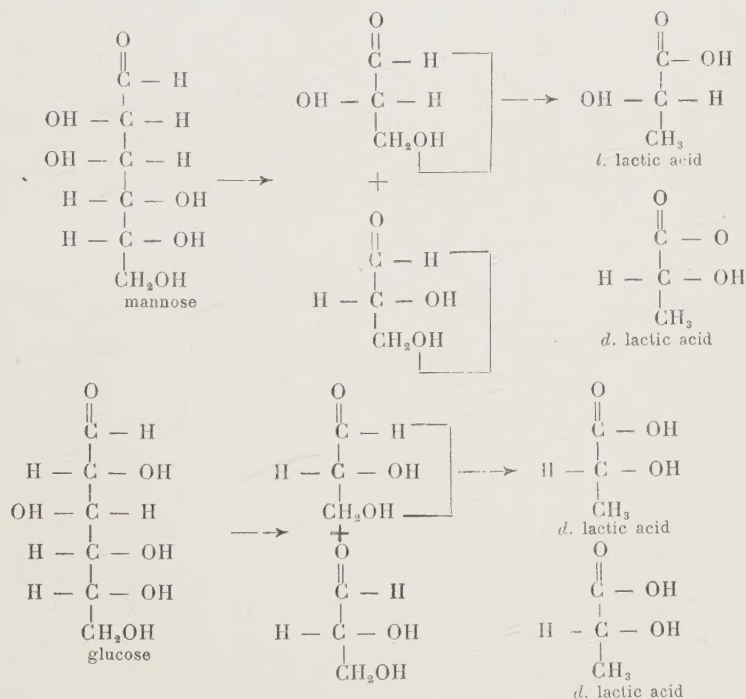 O
||
C — H
OH — C — H
OH — C — H
H — C — OH
H — C — OH
CH₂OH
mannose
O
||
C — H
OH — C — H
CH₂OH
+
O
||
C — H
H — C — OH
CH₂OH
O
||
C — OH
OH — C — H
CH₃
l. lactic acid
O
||
C — O
H — C — OH
CH₃
d. lactic acid
O
||
C — H
H — C — OH
OH — C — H
H — C — OH
H — C — OH
CH₂OH
glucose
O
||
C — H
H — C — OH
CH₂OH
+
O
||
C — H
H — C — OH
CH₂OH
O
||
C — OH
H — C — OH
CH₃
d. lactic acid
O
||
C — OH
H — C — OH
CH₃
d. lactic acid